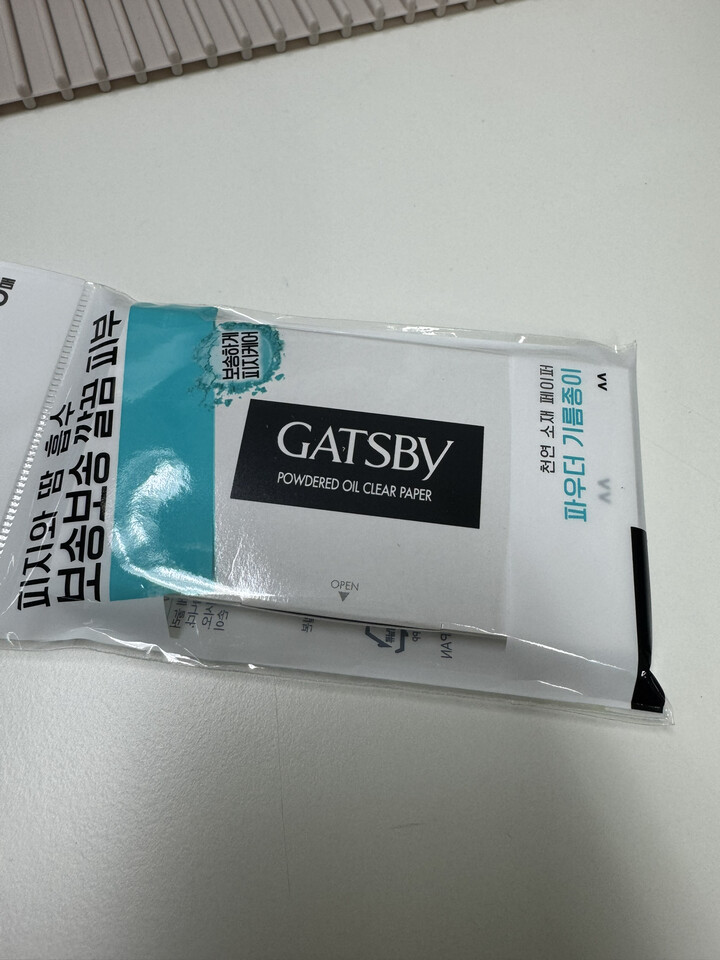 피지와 땀 흡수
보송보송 깔끔 피부
보송하게
피지케어
GATSBY
POWDERED OIL CLEAR PAPER
OPEN
천연 소재 페이퍼
파우더 기름종이